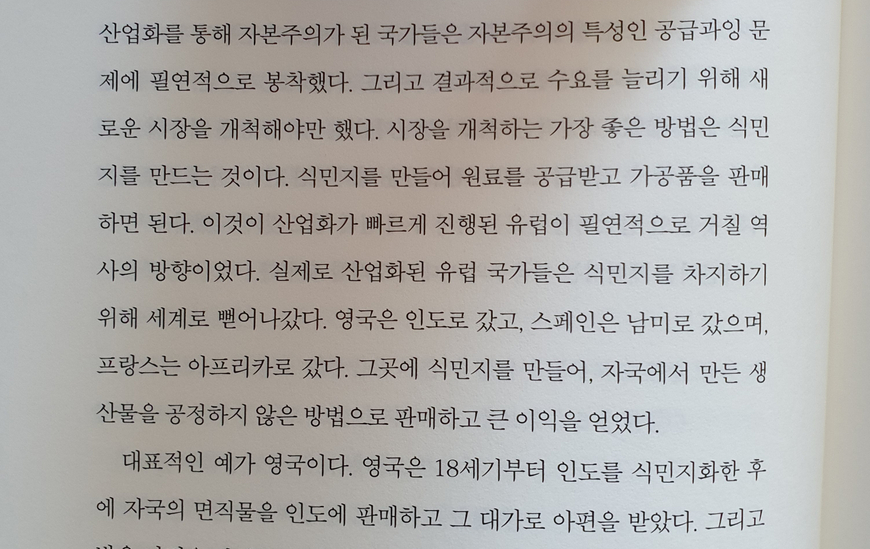 산업화를 통해 자본주의가 된 국가들은 자본주의의 특성인 공급과잉 문
제에 필연적으로 봉착했다. 그리고 결과적으로 수요를 늘리기 위해 새
로운 시장을 개척해야만 했다. 시장을 개척하는 가장 좋은 방법은 식민
지를 만드는 것이다. 식민지를 만들어 원료를 공급받고 가공품을 판매
하면 된다. 이것이 산업화가 빠르게 진행된 유럽이 필연적으로 거칠 역
사의 방향이었다. 실제로 산업화된 유럽 국가들은 식민지를 차지하기
위해 세계로 뻗어나갔다. 영국은 인도로 갔고, 스페인은 남미로 갔으며,
프랑스는 아프리카로 갔다. 그곳에 식민지를 만들어, 자국에서 만든 생
산물을 공정하지 않은 방법으로 판매하고 큰 이익을 얻었다.
대표적인 예가 영국이다. 영국은 18세기부터 인도를 식민지화한 후
에 자국의 면직물을 인도에 판매하고 그 대가로 아편을 받았다. 그리고